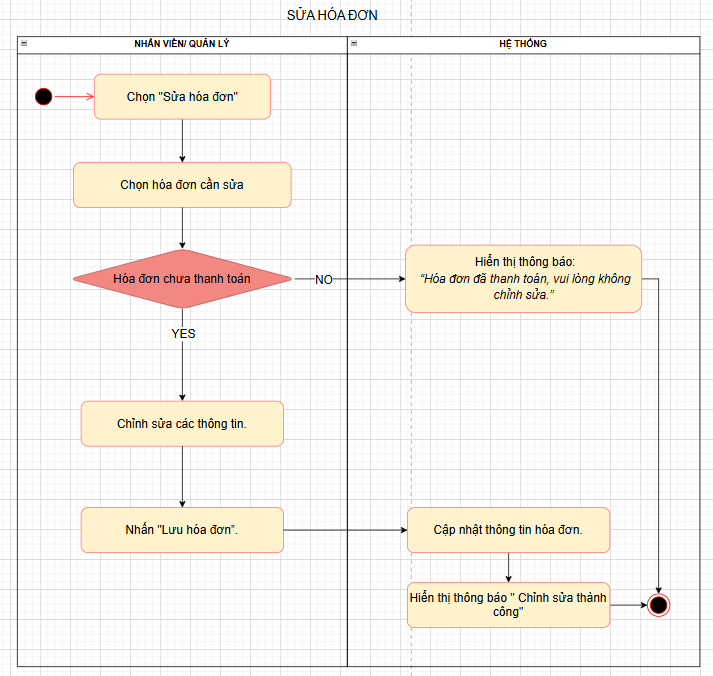 SỬA HÓA ĐƠN
NHÂN VIÊN/ QUẢN LÝ
HỆ THỐNG
Chọn "Sửa hóa đơn"
Chọn hóa đơn cần sửa
Hóa đơn chưa thanh toán
NO
Hiển thị thông báo:
“Hóa đơn đã thanh toán, vui lòng không
chỉnh sửa.”
YES
Chỉnh sửa các thông tin.
Nhấn "Lưu hóa đơn”.
Cập nhật thông tin hóa đơn.
Hiển thị thông báo " Chỉnh sửa thành
công"